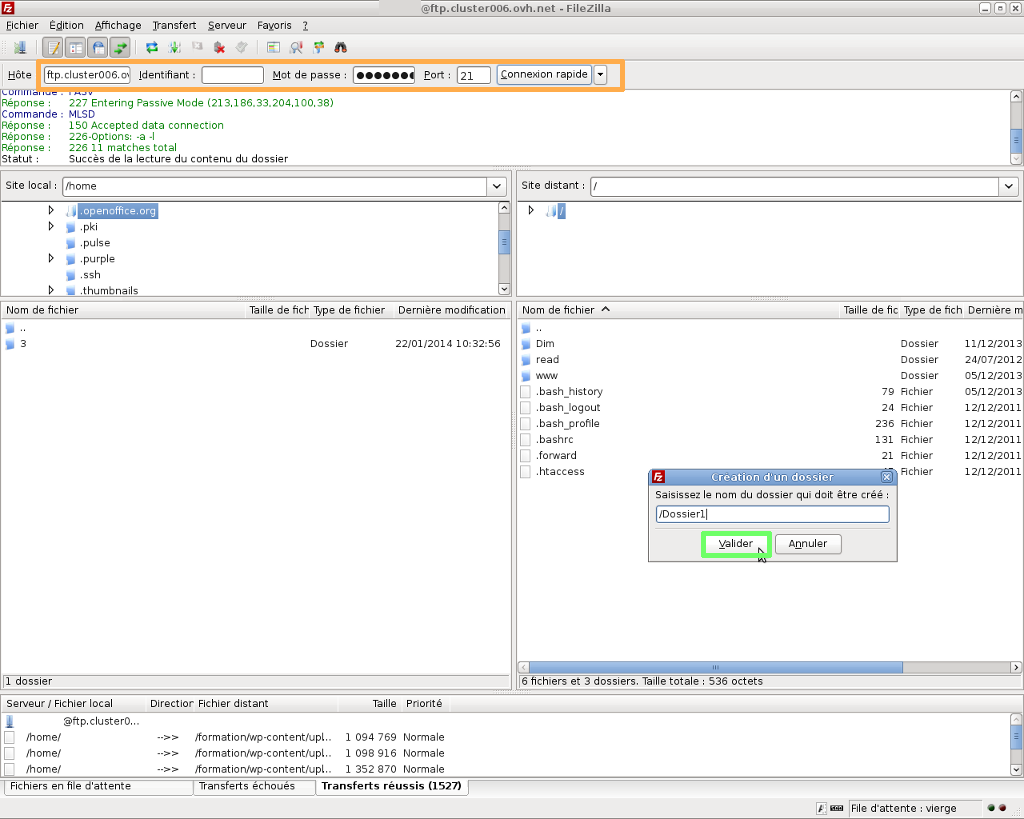 @ftp.cluster006.ovh.net - FileZilla
Fichier Édition Affichage Transfert Serveur Favoris ?
Hôte ftp.cluster006.ov Identifiant : Mot de passe : ●●●●●●● Port : 21 Connexion rapide
Commande : PASV
Réponse : 227 Entering Passive Mode (213,186,33,204,100,38)
Commande : MLSD
Réponse : 150 Accepted data connection
Réponse : 226-Options: -a -l
Réponse : 226 11 matches total
Statut : Succès de la lecture du contenu du dossier
Site local : /home
Site distant : /
.openoffice.org
/
.pki
.pulse
.purple
.ssh
.thumbnails
Nom de fichier Taille de fich Type de fichier Dernière modification
..
3 Dossier 22/01/2014 10:32:56
1 dossier
Nom de fichier Taille de fic Type de fichi Dernière m
..
Dim Dossier 11/12/2013
read Dossier 24/07/2012
www Dossier 05/12/2013
.bash_history 79 Fichier 05/12/2013
.bash_logout 24 Fichier 12/12/2011
.bash_profile 236 Fichier 12/12/2011
.bashrc 131 Fichier 12/12/2011
.forward 21 Fichier 12/12/2011
.htaccess Fichier 12/12/2011
Création d'un dossier
Saisissez le nom du dossier qui doit être créé :
/Dossier1
Valider Annuler
6 fichiers et 3 dossiers. Taille totale : 536 octets
Serveur / Fichier local Direction Fichier distant Taille Priorité
@ftp.cluster0...
/home/ -->> /formation/wp-content/upl... 1 094 769 Normale
/home/ -->> /formation/wp-content/upl... 1 098 916 Normale
/home/ -->> /formation/wp-content/upl... 1 352 870 Normale
Fichiers en file d'attente Transferts échoués Transferts réussis (1527)
File d'attente : vierge